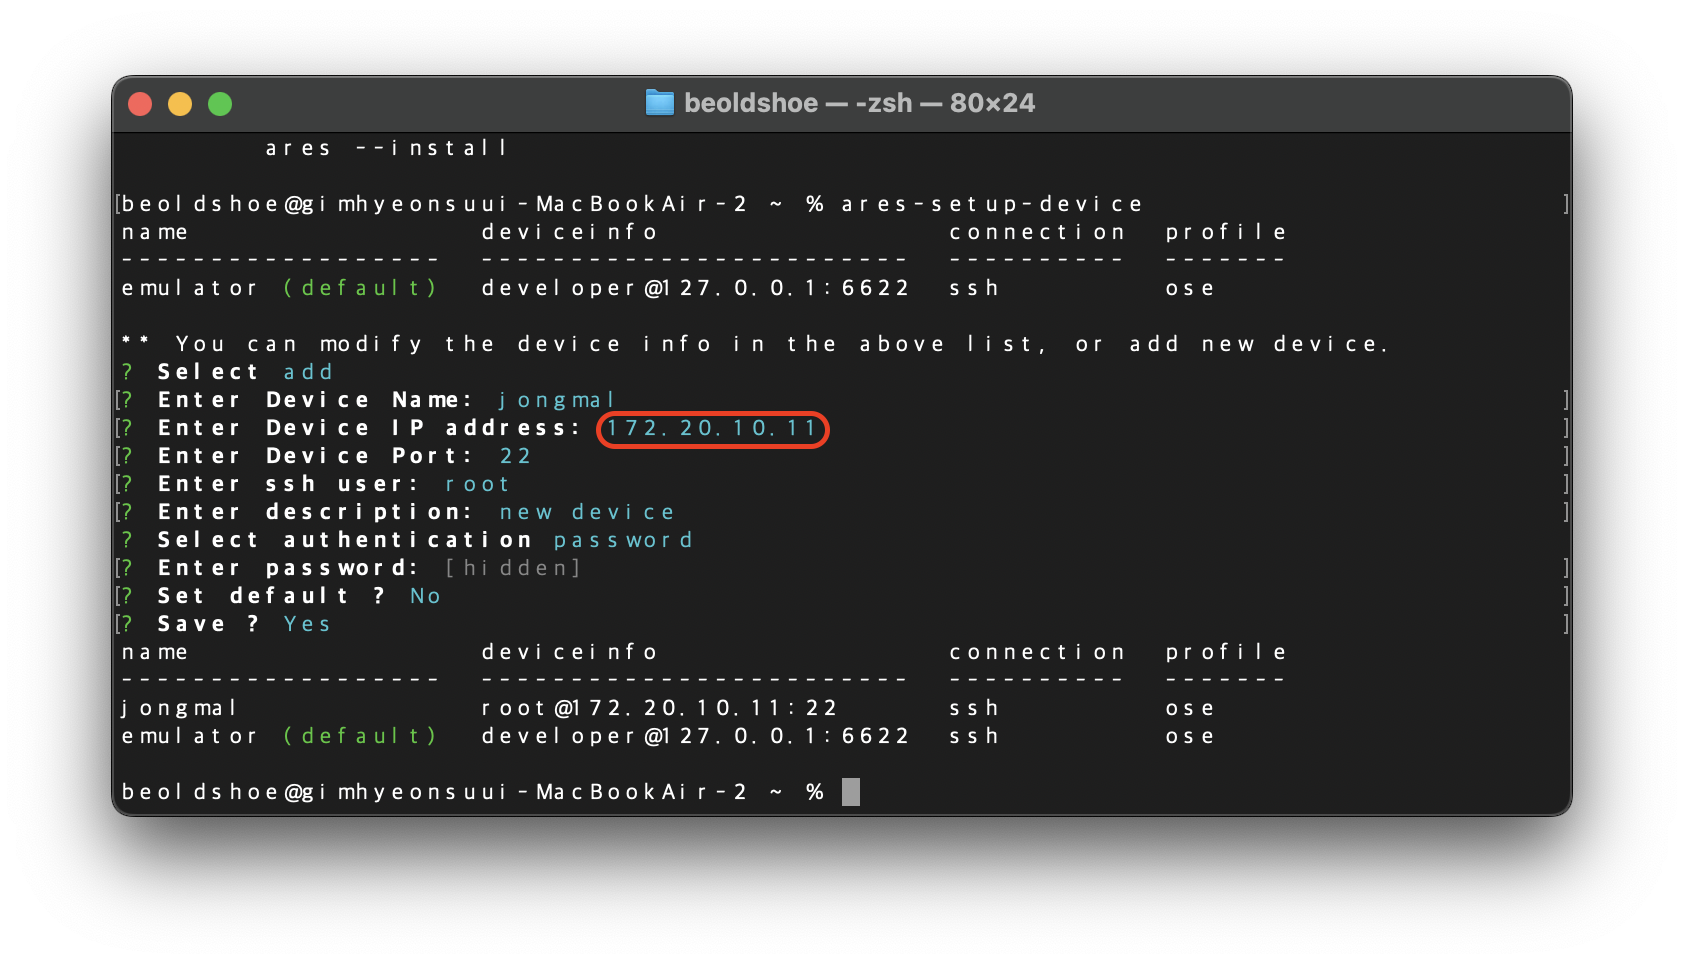 beoldshoe — -zsh — 80×24
ares --install
[beoldshoe@gimhyeonsuui-MacBookAir-2 ~ % ares-setup-device ]
name deviceinfo connection profile
------------------ ------------------------ ---------- -------
emulator (default) developer@127.0.0.1:6622 ssh ose
** You can modify the device info in the above list, or add new device.
? Select add
[? Enter Device Name: jongmal ]
[? Enter Device IP address: 172.20.10.11 ]
[? Enter Device Port: 22 ]
[? Enter ssh user: root ]
[? Enter description: new device ]
? Select authentication password
[? Enter password: [hidden] ]
[? Set default ? No ]
[? Save ? Yes ]
name deviceinfo connection profile
------------------ ------------------------ ---------- -------
jongmal root@172.20.10.11:22 ssh ose
emulator (default) developer@127.0.0.1:6622 ssh ose
beoldshoe@gimhyeonsuui-MacBookAir-2 ~ %